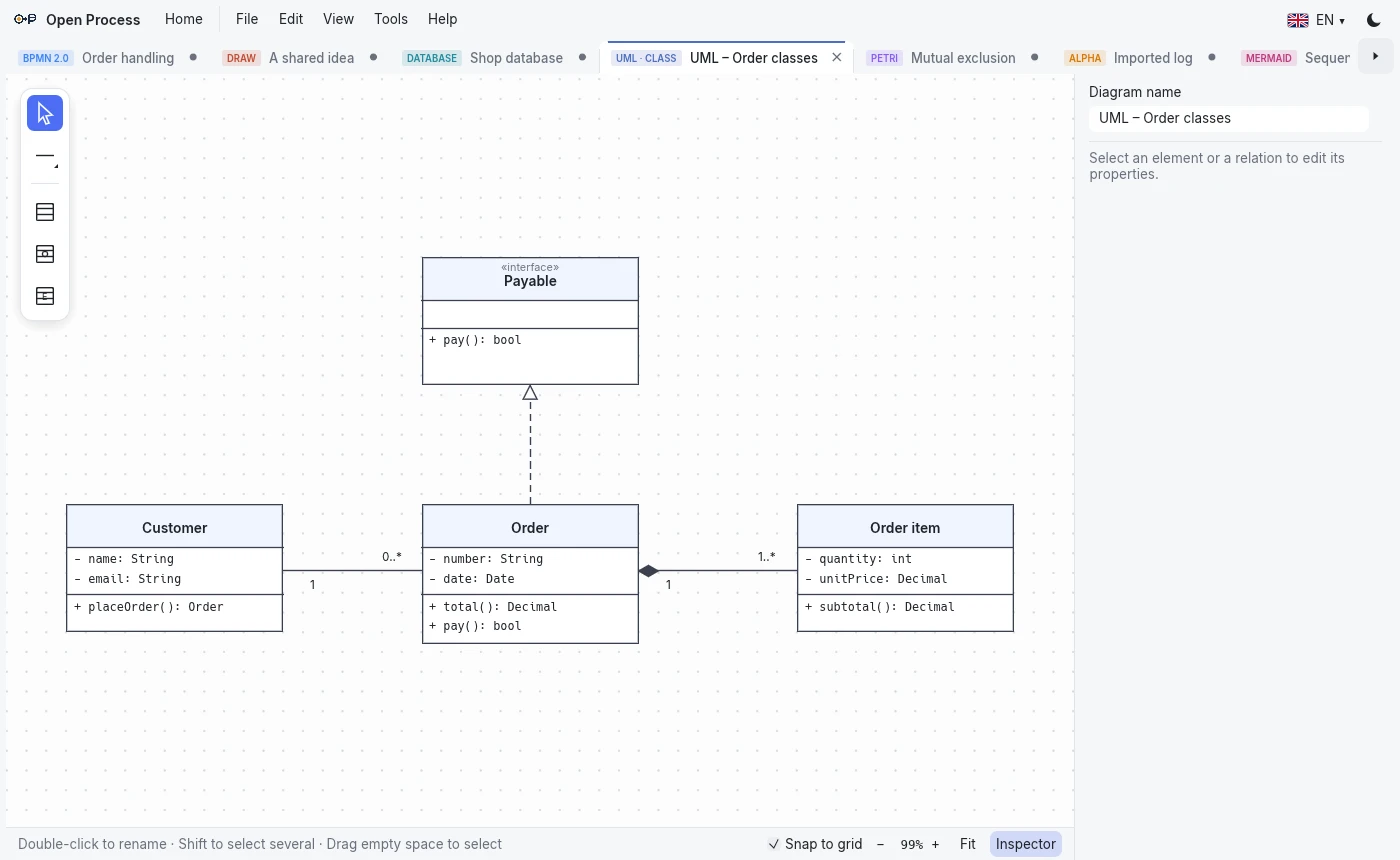 Open Process Home File Edit View Tools Help EN
BPMN 2.0 Order handling DRAW A shared idea DATABASE Shop database UML · CLASS UML – Order classes PETRI Mutual exclusion ALPHA Imported log MERMAID Sequer
Diagram name
UML – Order classes
Select an element or a relation to edit its
properties.
«interface»
Payable
+ pay(): bool
Customer
- name: String
- email: String
+ placeOrder(): Order
0..*
1
Order
- number: String
- date: Date
+ total(): Decimal
+ pay(): bool
1..*
1
Order item
- quantity: int
- unitPrice: Decimal
+ subtotal(): Decimal
Double-click to rename · Shift to select several · Drag empty space to select Snap to grid − 99% + Fit Inspector